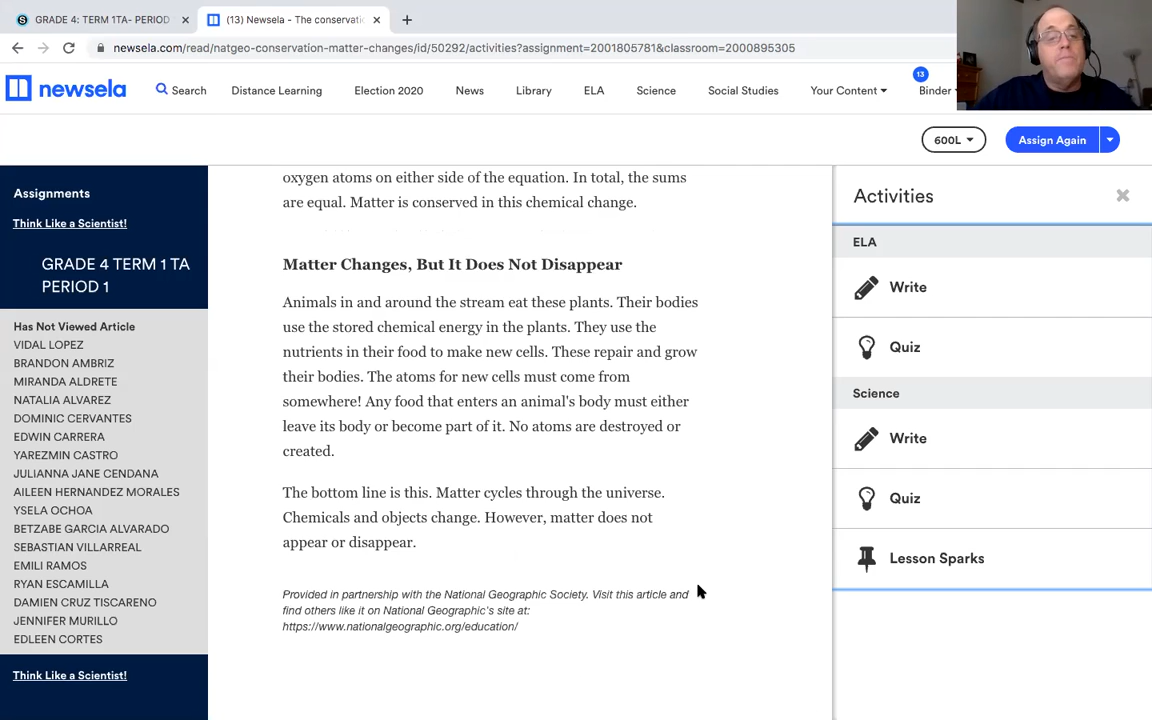 GRADE 4: TERM 1TA- PERIOD
(13) Newsela - The conservati
newsela.com/read/natgeo-conservation-matter-changes/id/50292/activities?assignment=2001805781&classroom=2000895305
newsela
Search
Distance Learning
Election 2020
News
Library
ELA
Science
Social Studies
Your Content
13
Binder
600L
Assign Again
Assignments
Think Like a Scientist!
GRADE 4 TERM 1 TA
PERIOD 1
Has Not Viewed Article
VIDAL LOPEZ
BRANDON AMBRIZ
MIRANDA ALDRETE
NATALIA ALVAREZ
DOMINIC CERVANTES
EDWIN CARRERA
YAREZMIN CASTRO
JULIANNA JANE CENDANA
AILEEN HERNANDEZ MORALES
YSELA OCHOA
BETZABE GARCIA ALVARADO
SEBASTIAN VILLARREAL
EMILI RAMOS
RYAN ESCAMILLA
DAMIEN CRUZ TISCARENO
JENNIFER MURILLO
EDLEEN CORTES
Think Like a Scientist!
oxygen atoms on either side of the equation. In total, the sums
are equal. Matter is conserved in this chemical change.
Matter Changes, But It Does Not Disappear
Animals in and around the stream eat these plants. Their bodies
use the stored chemical energy in the plants. They use the
nutrients in their food to make new cells. These repair and grow
their bodies. The atoms for new cells must come from
somewhere! Any food that enters an animal's body must either
leave its body or become part of it. No atoms are destroyed or
created.
The bottom line is this. Matter cycles through the universe.
Chemicals and objects change. However, matter does not
appear or disappear.
Provided in partnership with the National Geographic Society. Visit this article and
find others like it on National Geographic's site at:
https://www.nationalgeographic.org/education/
Activities
ELA
Write
Quiz
Science
Write
Quiz
Lesson Sparks